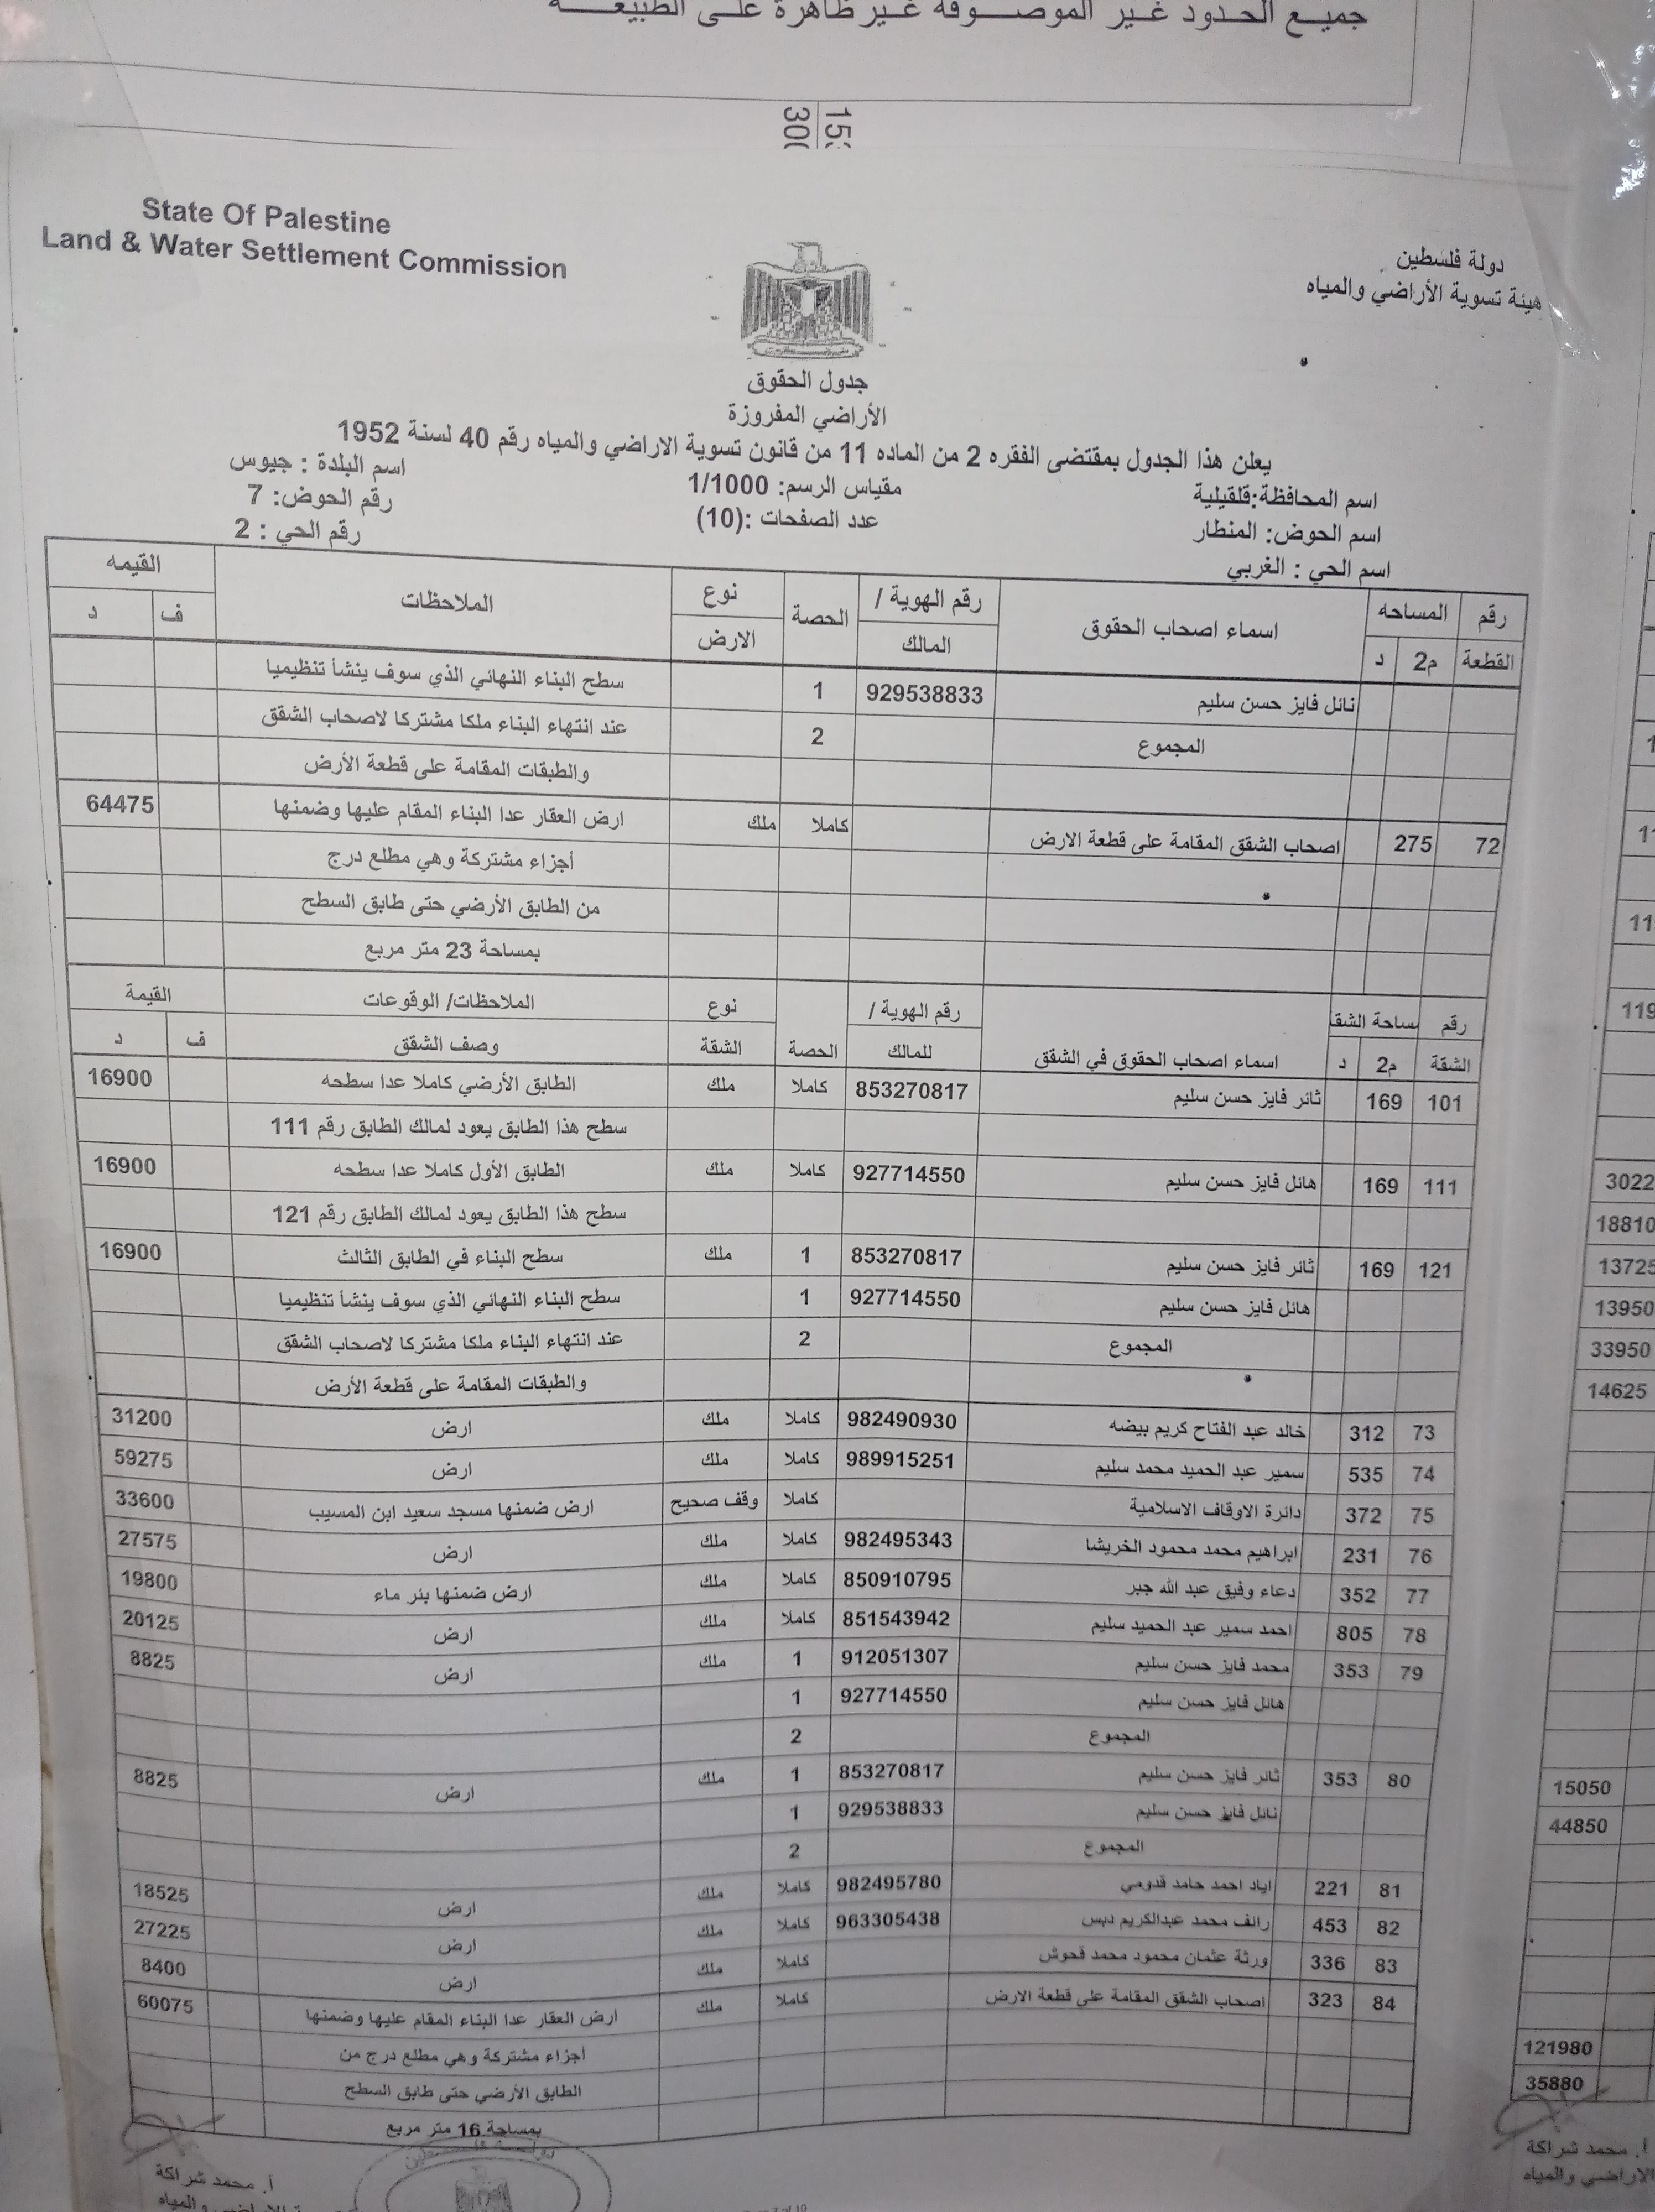 جميع الحدود غير الموصوفة غير ظاهرة على الطبيعة
State Of Palestine
Land & Water Settlement Commission
دولة فلسطين
هيئة تسوية الأراضي والمياه
جدول الحقوق
الأراضي المفروزة
يعلن هذا الجدول بمقتضى الفقره 2 من الماده 11 من قانون تسوية الاراضي والمياه رقم 40 لسنة 1952
اسم المحافظة:قلقيلية مقياس الرسم: 1/1000 اسم البلدة : جيوس
اسم الحوض: المنطار عدد الصفحات :(10) رقم الحوض: 7
اسم الحي : الغربي رقم الحي : 2
رقم القطعة المساحه م2 د اسماء اصحاب الحقوق رقم الهوية / المالك الحصة نوع الارض الملاحظات القيمه ف د
نائل فايز حسن سليم 929538833 1 سطح البناء النهائي الذي سوف ينشأ تنظيميا
المجموع 2 عند انتهاء البناء ملكا مشتركا لاصحاب الشقق
والطبقات المقامة على قطعة الأرض
72 275 اصحاب الشقق المقامة على قطعة الارض كاملا ملك ارض العقار عدا البناء المقام عليها وضمنها 64475
أجزاء مشتركة وهي مطلع درج
من الطابق الأرضي حتى طابق السطح
بمساحة 23 متر مربع
رقم الشقة مساحة الشقة م2 د اسماء اصحاب الحقوق في الشقق رقم الهوية / للمالك الحصة نوع الشقة الملاحظات/ الوقوعات وصف الشقق القيمة ف د
101 169 ثائر فايز حسن سليم 853270817 كاملا ملك الطابق الأرضي كاملا عدا سطحه 16900
سطح هذا الطابق يعود لمالك الطابق رقم 111
111 169 هائل فايز حسن سليم 927714550 كاملا ملك الطابق الأول كاملا عدا سطحه 16900
سطح هذا الطابق يعود لمالك الطابق رقم 121
121 169 ثائر فايز حسن سليم 853270817 1 ملك سطح البناء في الطابق الثالث 16900
هائل فايز حسن سليم 927714550 1 سطح البناء النهائي الذي سوف ينشأ تنظيميا
المجموع 2 عند انتهاء البناء ملكا مشتركا لاصحاب الشقق
والطبقات المقامة على قطعة الأرض
73 312 خالد عبد الفتاح كريم بيضه 982490930 كاملا ملك ارض 31200
74 535 سمير عبد الحميد محمد سليم 989915251 كاملا ملك ارض 59275
75 372 دائرة الاوقاف الاسلامية كاملا وقف صحيح ارض ضمنها مسجد سعيد ابن المسيب 33600
76 231 ابراهيم محمد محمود الخريشا 982495343 كاملا ملك ارض 27575
77 352 دعاء وفيق عبد الله جبر 850910795 كاملا ملك ارض ضمنها بئر ماء 19800
78 805 احمد سمير عبد الحميد سليم 851543942 كاملا ملك ارض 20125
79 353 محمد فايز حسن سليم 912051307 1 ملك ارض 8825
هائل فايز حسن سليم 927714550 1
المجموع 2
80 353 ثائر فايز حسن سليم 853270817 1 ملك ارض 8825
نائل فايز حسن سليم 929538833 1
المجموع 2
81 221 اياد احمد حامد قدومي 982495780 كاملا ملك ارض 18525
82 453 رائف محمد عبدالكريم دبس 963305438 كاملا ملك ارض 27225
83 336 ورثة عثمان محمود محمد قحوش كاملا ملك ارض 8400
84 323 اصحاب الشقق المقامة على قطعة الارض كاملا ملك ارض العقار عدا البناء المقام عليها وضمنها 60075
أجزاء مشتركة وهي مطلع درج من
الطابق الأرضي حتى طابق السطح
بمساحة 16 متر مربع
أ. محمد شراكة
3022
18810
13725
13950
33950
14625
15050
44850
121980
35880
أ. محمد شراكة
الاراضي والمياه